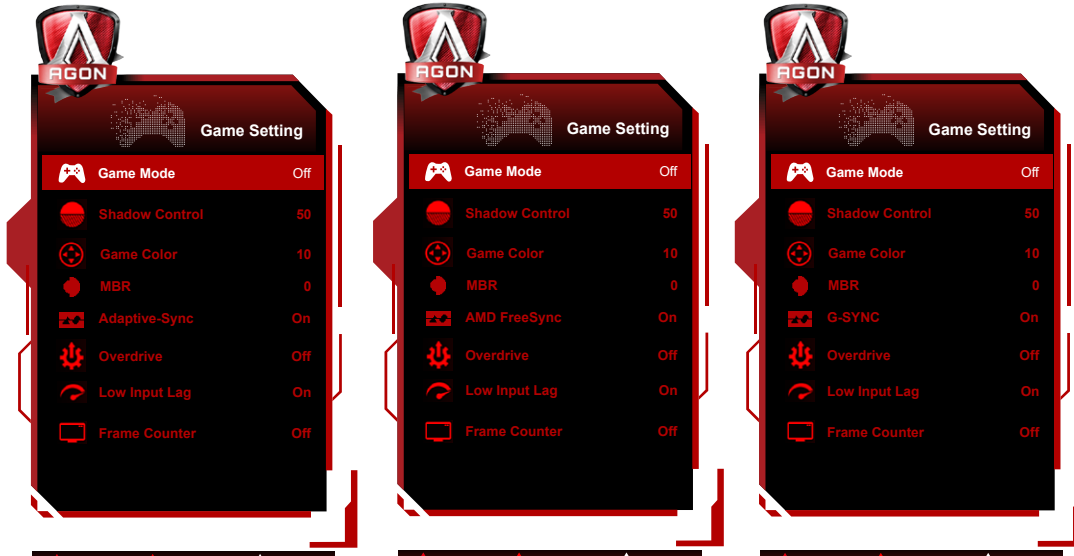 AGON
Game Setting
Game Mode Off
Shadow Control 50
Game Color 10
MBR 0
Adaptive-Sync On
Overdrive Off
Low Input Lag On
Frame Counter Off
AGON
Game Setting
Game Mode Off
Shadow Control 50
Game Color 10
MBR 0
AMD FreeSync On
Overdrive Off
Low Input Lag On
Frame Counter Off
AGON
Game Setting
Game Mode Off
Shadow Control 50
Game Color 10
MBR 0
G-SYNC On
Overdrive Off
Low Input Lag On
Frame Counter Off